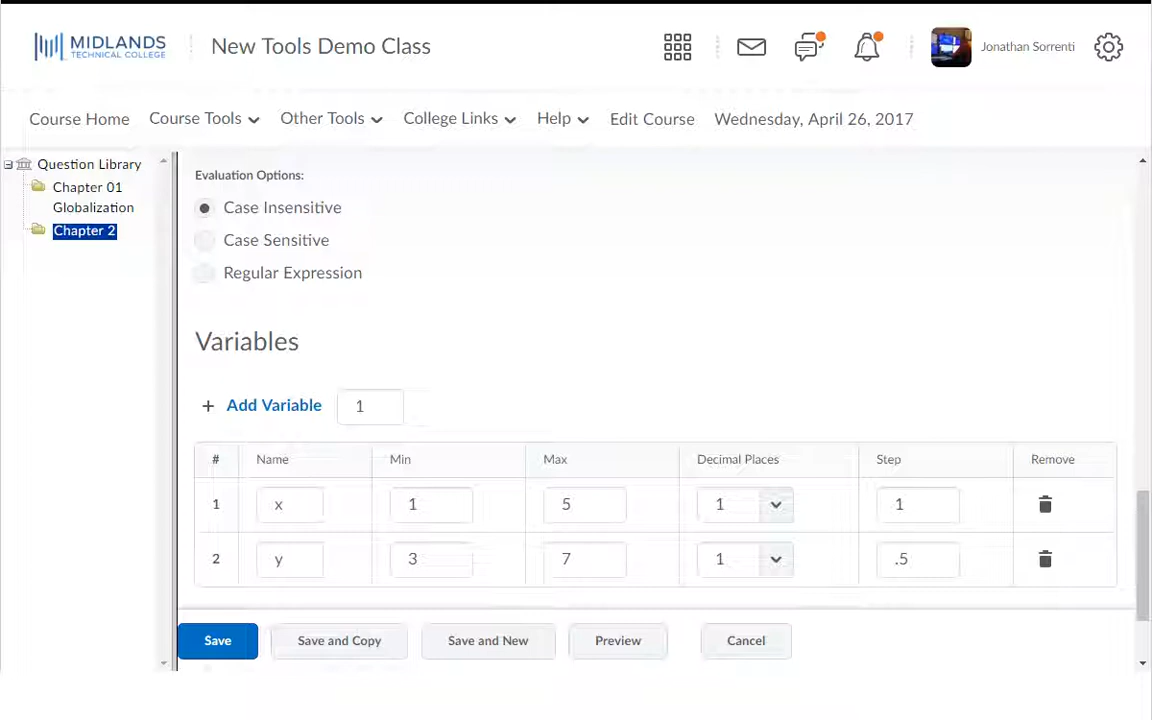 MIDLANDS
TECHNICAL COLLEGE
New Tools Demo Class
Jonathan Sorrenti
Course Home
Course Tools
Other Tools
College Links
Help
Edit Course
Wednesday, April 26, 2017
Question Library
Chapter 01
Globalization
Chapter 2
Evaluation Options:
Case Insensitive
Case Sensitive
Regular Expression
Variables
+ Add Variable 1
# Name Min Max Decimal Places Step Remove
1 x 1 5 1 1
2 y 3 7 1 .5
Save
Save and Copy
Save and New
Preview
Cancel